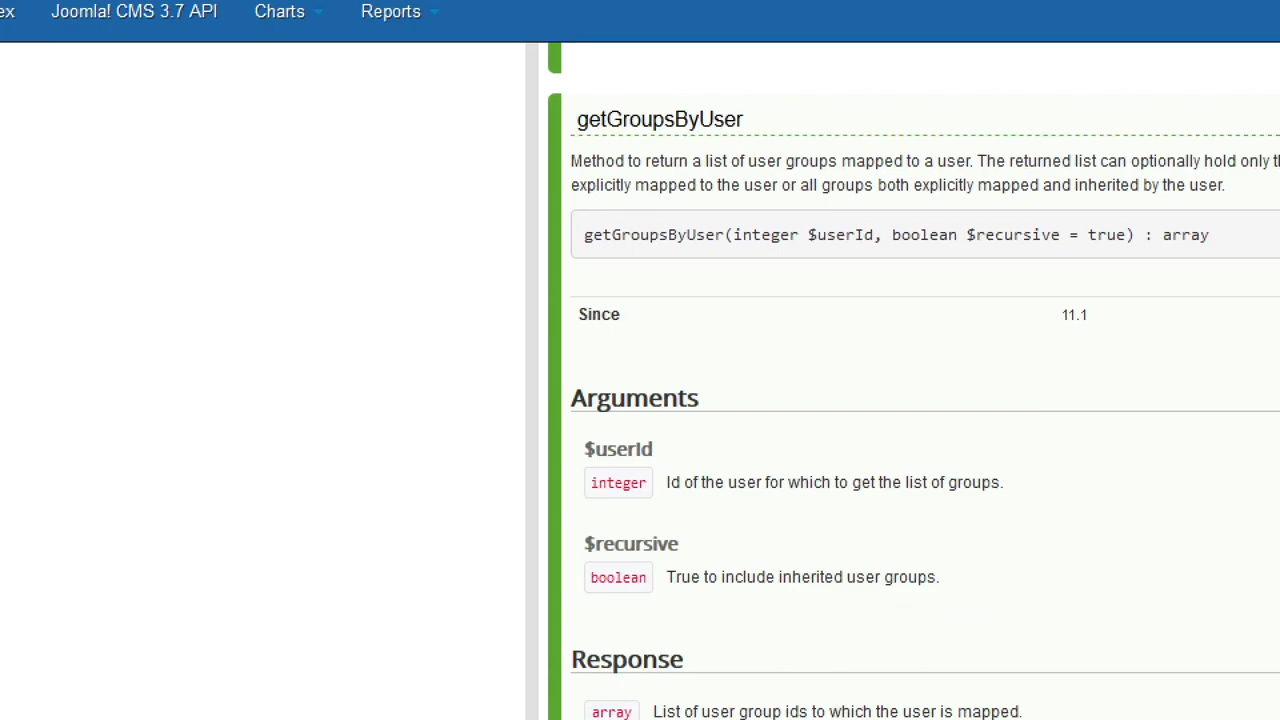 ex Joomla! CMS 3.7 API Charts Reports
getGroupsByUser
Method to return a list of user groups mapped to a user. The returned list can optionally hold only
explicitly mapped to the user or all groups both explicitly mapped and inherited by the user.
getGroupsByUser(integer $userId, boolean $recursive = true) : array
Since 11.1
Arguments
$userId
integer Id of the user for which to get the list of groups.
$recursive
boolean True to include inherited user groups.
Response
array List of user group ids to which the user is mapped.